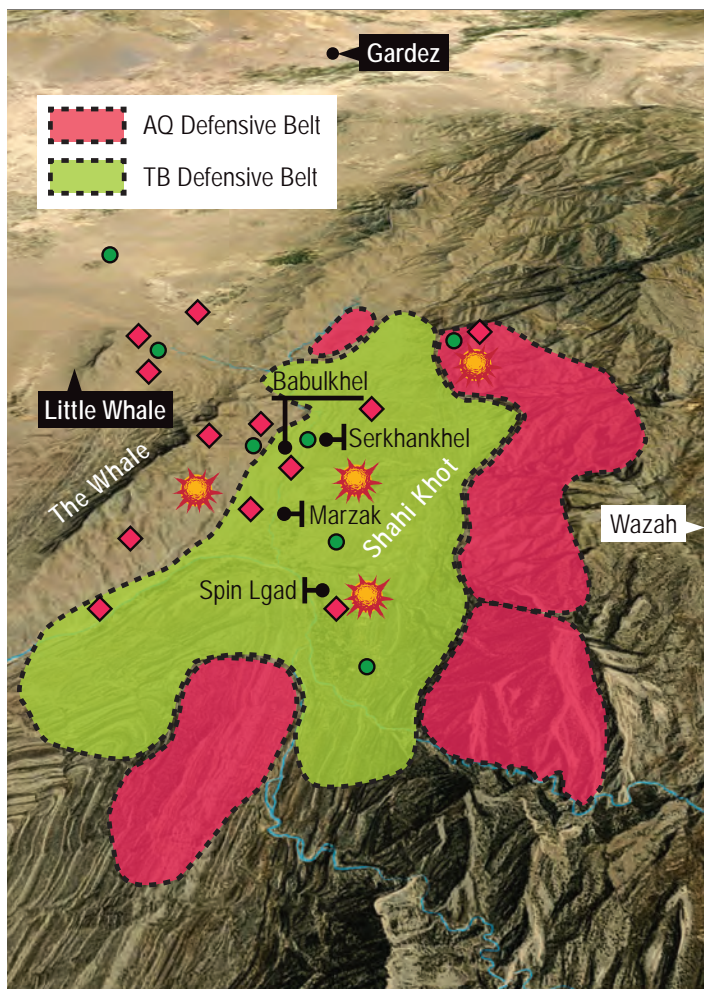 Gardez
AQ Defensive Belt
TB Defensive Belt
Babulkhel
Little Whale
Serkhankhel
The Whale
Shahi Khot
Marzak
Wazah
Spin Lgad